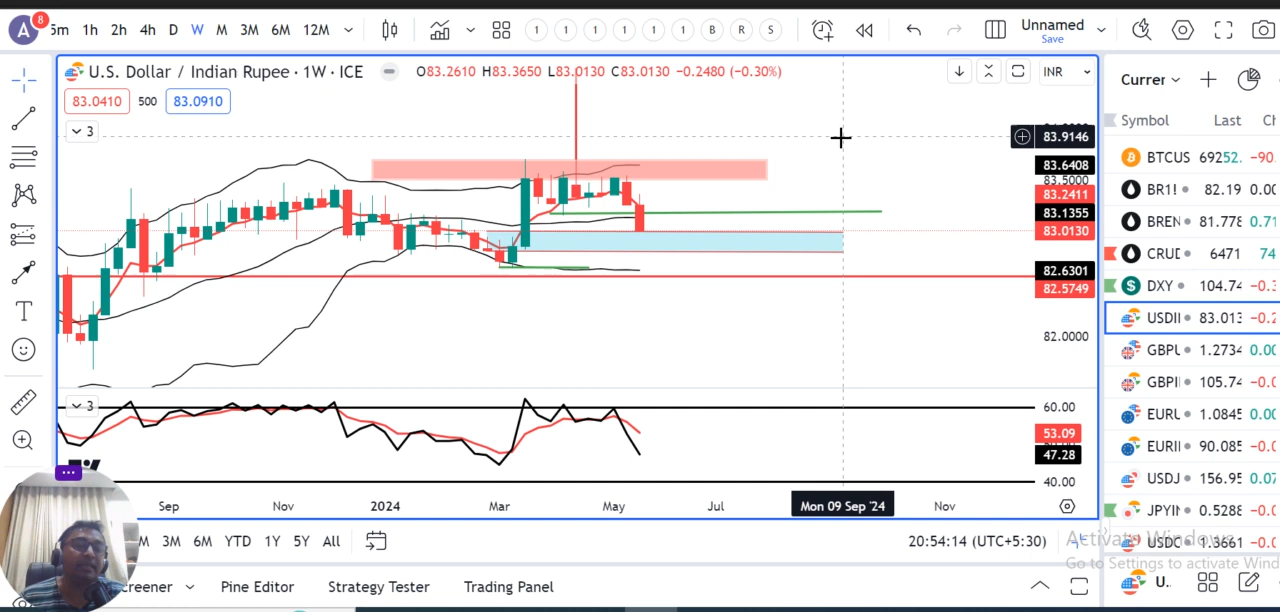 A 8 5m 1h 2h 4h D W M 3M 6M 12M 1 1 1 1 1 1 B R S Unnamed
Save
U.S. Dollar / Indian Rupee · 1W · ICE O83.2610 H83.3650 L83.0130 C83.0130 −0.2480 (−0.30%) INR
83.0410 500 83.0910
3
83.9146
83.6408
83.5000
83.2411
83.1355
83.0130
82.6301
82.5749
82.0000
3
60.00
53.09
47.28
40.00
Sep Nov 2024 Mar May Jul Mon 09 Sep '24 Nov
M 3M 6M YTD 1Y 5Y All 20:54:14 (UTC+5:30)
creener Pine Editor Strategy Tester Trading Panel
Currer
Symbol Last Cl
BTCUS 69252. −90.
BR1! 82.19 0.00
BREN 81.778 0.71
CRUD 6471 74
DXY 104.74 −0.3
USDI 83.013 −0.2
GBPU 1.2734 0.00
GBPI 105.74 −0.0
EURU 1.0845 0.00
EURII 90.085 −0.0
USDJ 156.95 0.07
JPYIN 0.5288 −0.0
USDC 1.3661 −0.0
Activate Windows
Go to Settings to activate Wind
U..